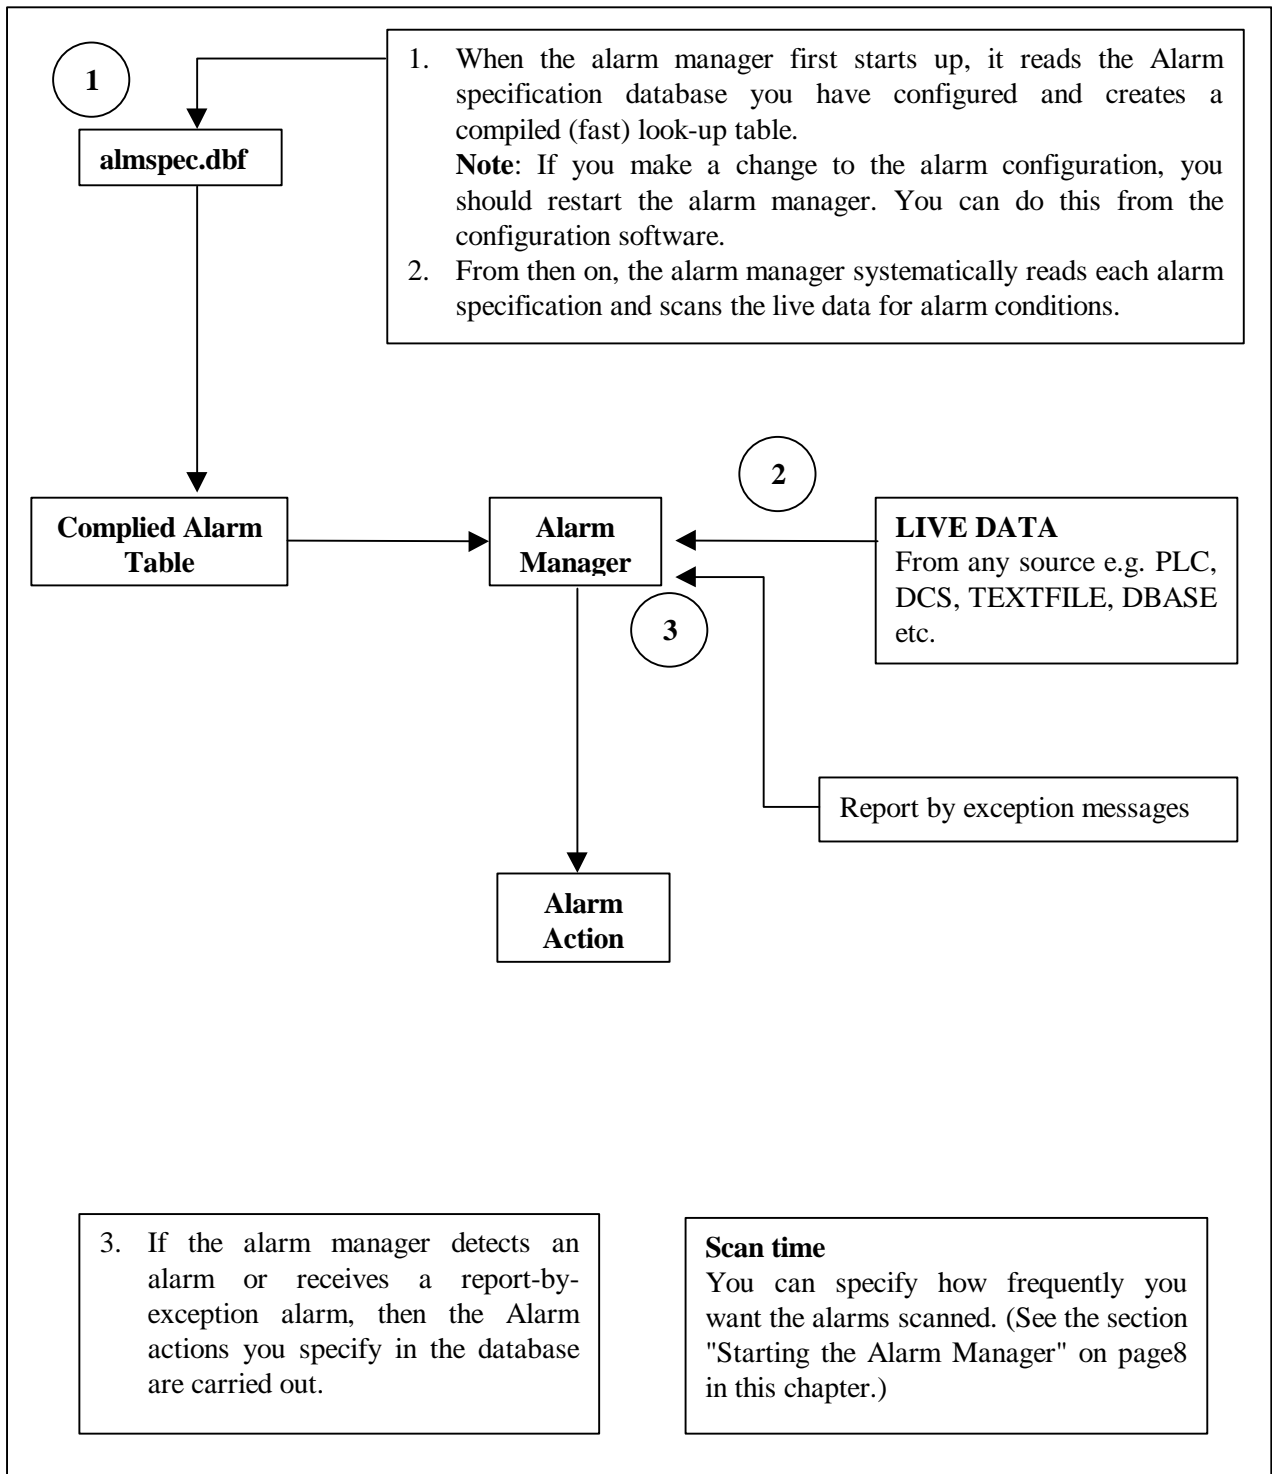 1
1. When the alarm manager first starts up, it reads the Alarm
specification database you have configured and creates a
compiled (fast) look-up table.
Note: If you make a change to the alarm configuration, you
should restart the alarm manager. You can do this from the
configuration software.
2. From then on, the alarm manager systematically reads each alarm
specification and scans the live data for alarm conditions.
almspec.dbf
2
Complied Alarm
Table
Alarm
Manager
LIVE DATA
From any source e.g. PLC,
DCS, TEXTFILE, DBASE
etc.
3
Report by exception messages
Alarm
Action
3. If the alarm manager detects an
alarm or receives a report-by-
exception alarm, then the Alarm
actions you specify in the database
are carried out.
Scan time
You can specify how frequently you
want the alarms scanned. (See the section
"Starting the Alarm Manager" on page8
in this chapter.)